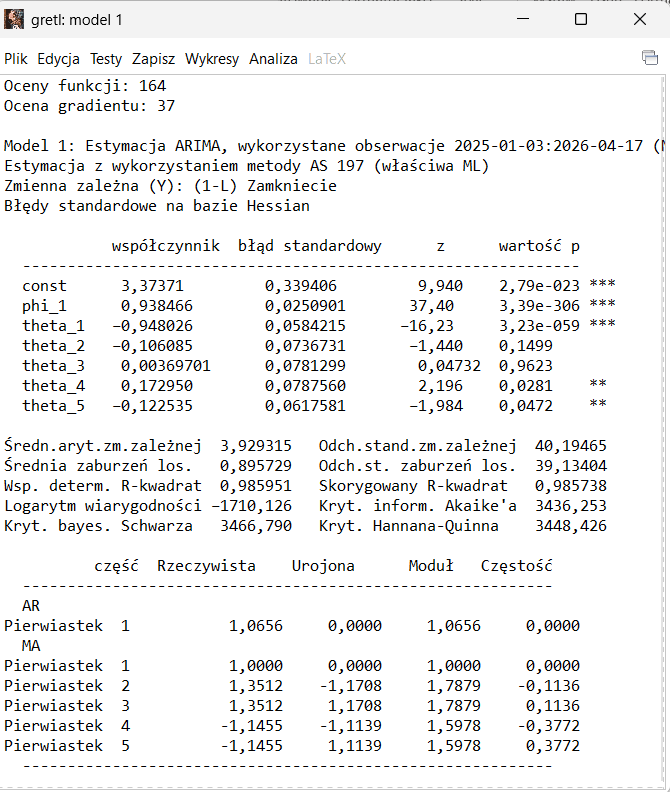 gretl: model 1
Plik Edycja Testy Zapisz Wykresy Analiza LaTeX
Oceny funkcji: 164
Ocena gradientu: 37
Model 1: Estymacja ARIMA, wykorzystane obserwacje 2025-01-03:2026-04-17 (
Estymacja z wykorzystaniem metody AS 197 (właściwa ML)
Zmienna zależna (Y): (1-L) Zamkniecie
Błędy standardowe na bazie Hessian
współczynnik błąd standardowy z wartość p
---------------------------------------------------------
const 3,37371 0,339406 9,940 2,79e-023 ***
phi_1 0,938466 0,0250901 37,40 3,39e-306 ***
theta_1 −0,948026 0,0584215 −16,23 3,23e-059 ***
theta_2 −0,106085 0,0736731 −1,440 0,1499
theta_3 0,00369701 0,0781299 0,04732 0,9623
theta_4 0,172950 0,0787560 2,196 0,0281 **
theta_5 −0,122535 0,0617581 −1,984 0,0472 **
Średn.aryt.zm.zależnej 3,929315 Odch.stand.zm.zależnej 40,19465
Średnia zaburzeń los. 0,895729 Odch.st. zaburzeń los. 39,13404
Wsp. determ. R-kwadrat 0,985951 Skorygowany R-kwadrat 0,985738
Logarytm wiarygodności −1710,126 Kryt. inform. Akaike'a 3436,253
Kryt. bayes. Schwarza 3466,790 Kryt. Hannana-Quinna 3448,426
część Rzeczywista Urojona Moduł Częstość
------------------------------------------------------
AR
Pierwiastek 1 1,0656 0,0000 1,0656 0,0000
MA
Pierwiastek 1 1,0000 0,0000 1,0000 0,0000
Pierwiastek 2 1,3512 -1,1708 1,7879 -0,1136
Pierwiastek 3 1,3512 1,1708 1,7879 0,1136
Pierwiastek 4 -1,1455 -1,1139 1,5978 -0,3772
Pierwiastek 5 -1,1455 1,1139 1,5978 0,3772
------------------------------------------------------